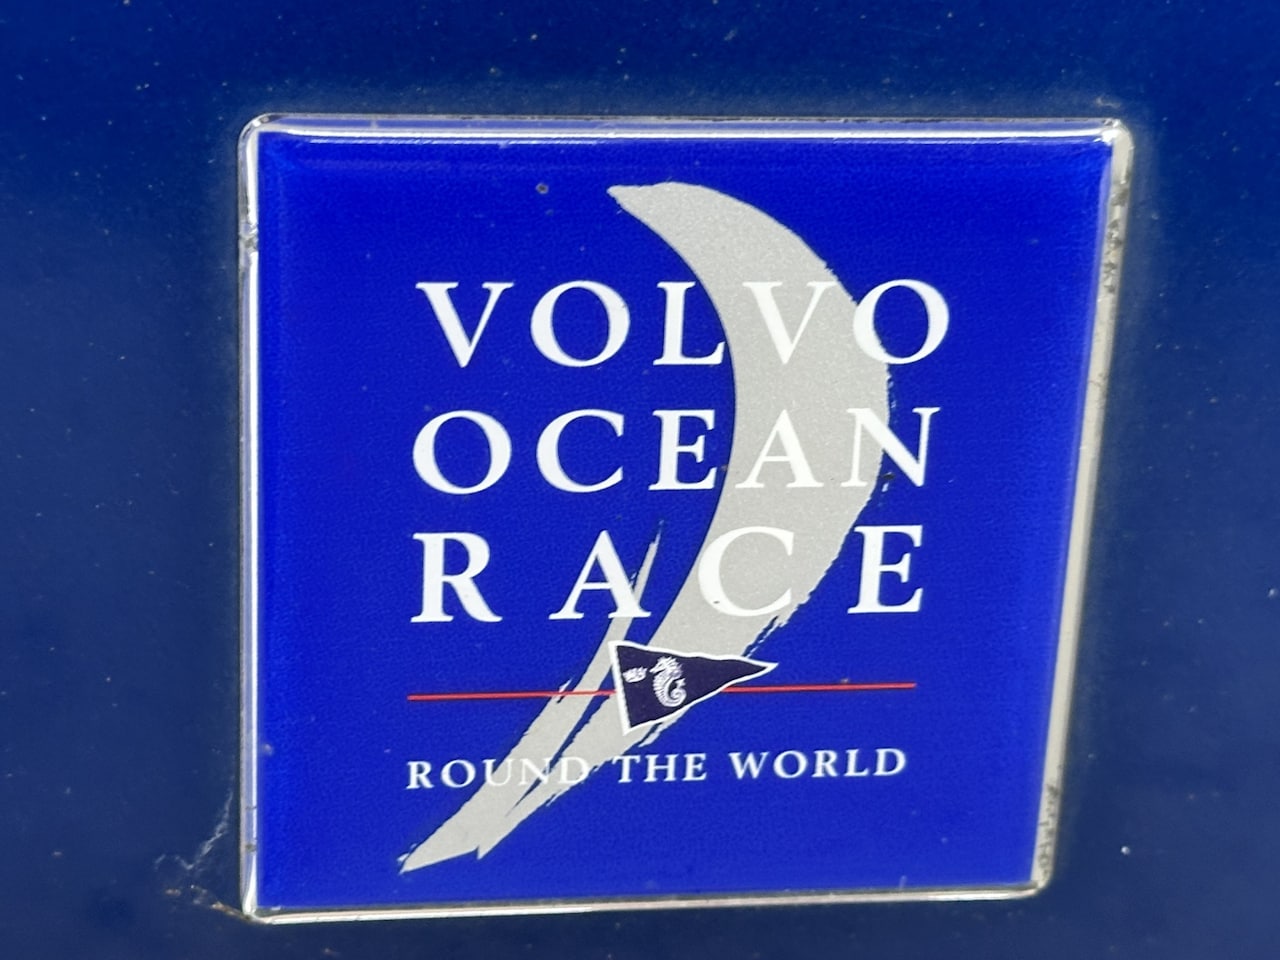 VOLVO
OCEAN
RACE
ROUND THE WORLD